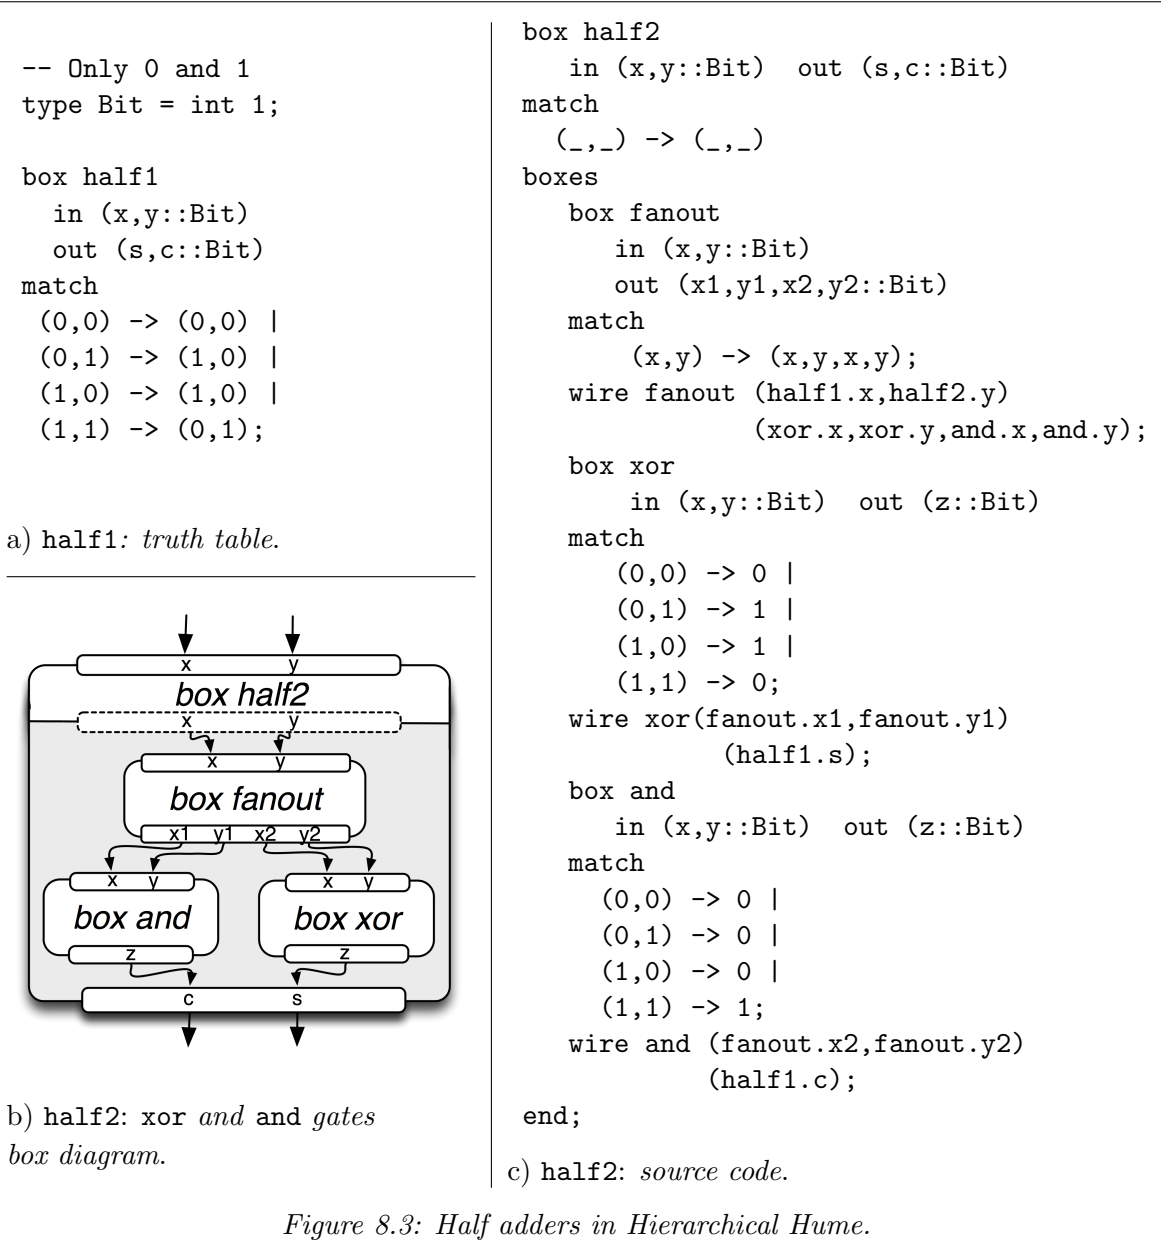 -- Only 0 and 1
type Bit = int 1;
box half1
in (x,y::Bit)
out (s,c::Bit)
match
(0,0) -> (0,0) |
(0,1) -> (1,0) |
(1,0) -> (1,0) |
(1,1) -> (0,1);
a) half1: truth table.
x y
box half2
x y
x y
box fanout
x1 y1 x2 y2
x y x y
box and box xor
z z
c s
b) half2: xor and and gates
box diagram.
box half2
in (x,y::Bit) out (s,c::Bit)
match
(_,_) -> (_,_)
boxes
box fanout
in (x,y::Bit)
out (x1,y1,x2,y2::Bit)
match
(x,y) -> (x,y,x,y);
wire fanout (half1.x,half2.y)
(xor.x,xor.y,and.x,and.y);
box xor
in (x,y::Bit) out (z::Bit)
match
(0,0) -> 0 |
(0,1) -> 1 |
(1,0) -> 1 |
(1,1) -> 0;
wire xor(fanout.x1,fanout.y1)
(half1.s);
box and
in (x,y::Bit) out (z::Bit)
match
(0,0) -> 0 |
(0,1) -> 0 |
(1,0) -> 0 |
(1,1) -> 1;
wire and (fanout.x2,fanout.y2)
(half1.c);
end;
c) half2: source code.
Figure 8.3: Half adders in Hierarchical Hume.